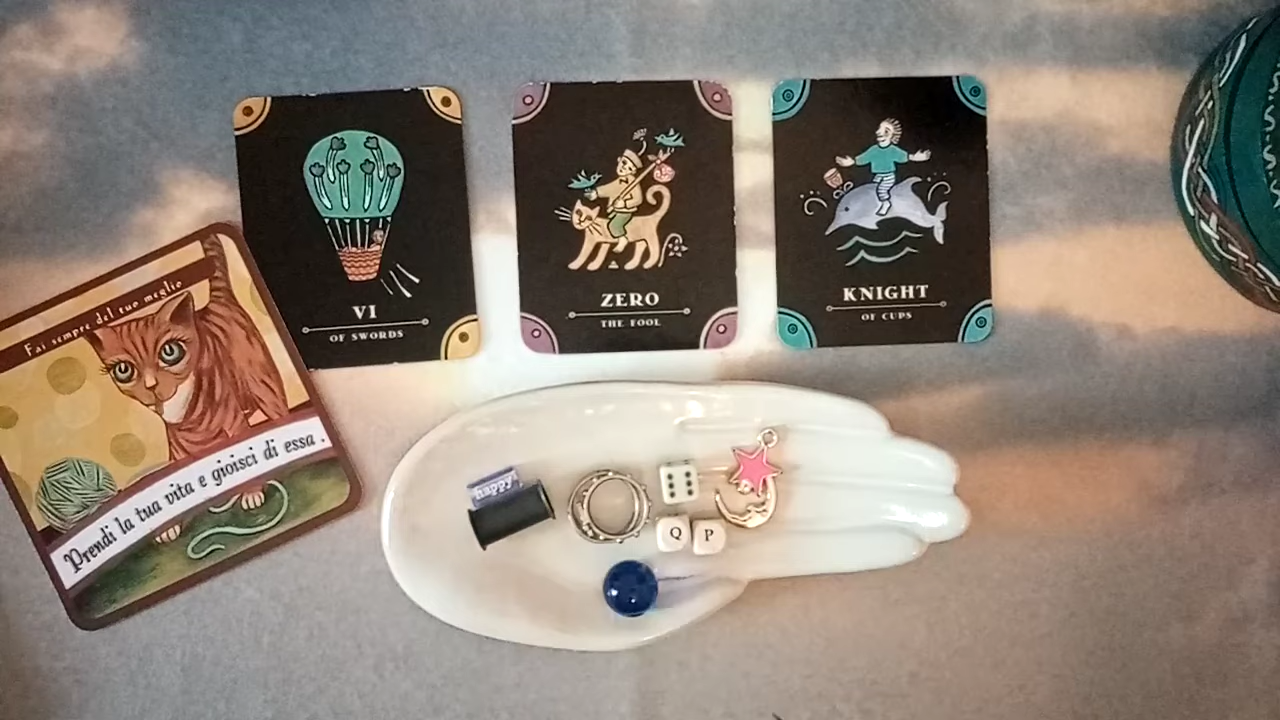 VI
OF SWORDS
ZERO
THE FOOL
KNIGHT
OF CUPS
Fai sempre del tuo meglio
Prendi la tua vita e gioisci di essa.
happy
Q
P